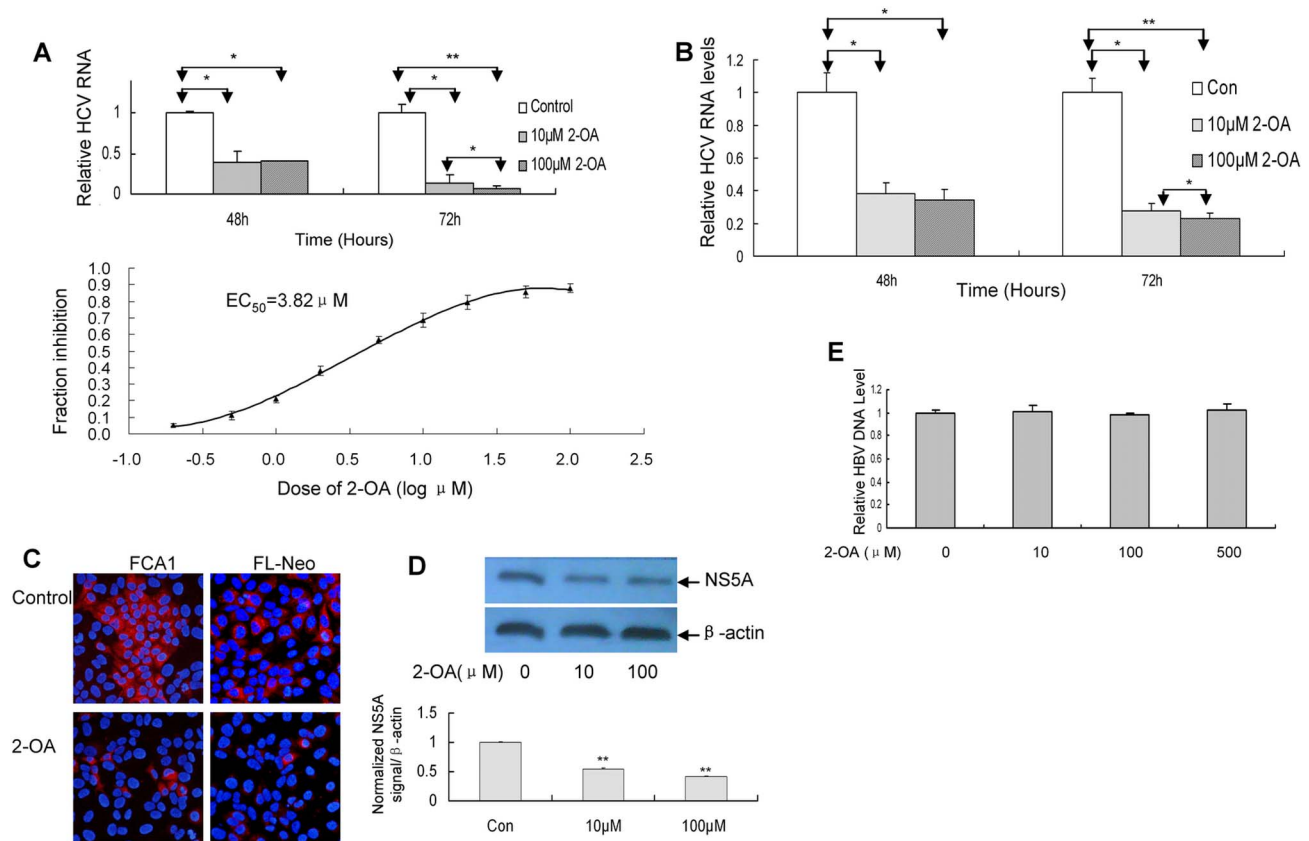 A
Relative HCV RNA
1
0.5
0
* * ** * *
Control
10μM 2-OA
100μM 2-OA
48h 72h
Time (Hours)
Fraction inhibition
1.0
0.9
0.8
0.7
0.6
0.5
0.4
0.3
0.2
0.1
0.0
EC50=3.82 μ M
-1.0 -0.5 0.0 0.5 1.0 1.5 2.0 2.5
Dose of 2-OA (log μ M)
B
Relative HCV RNA levels
1.2
1
0.8
0.6
0.4
0.2
0
* * ** * *
Con
10μM 2-OA
100μM 2-OA
48h 72h
Time (Hours)
C
FCA1 FL-Neo
Control
2-OA
D
NS5A
β -actin
2-OA( μ M) 0 10 100
Normalized NS5A
signal/ β -actin
1.5
1
0.5
0
** **
Con 10μM 100μM
E
Relative HBV DNA Level
1.2
1
0.8
0.6
0.4
0.2
0
2-OA ( μ M) 0 10 100 500